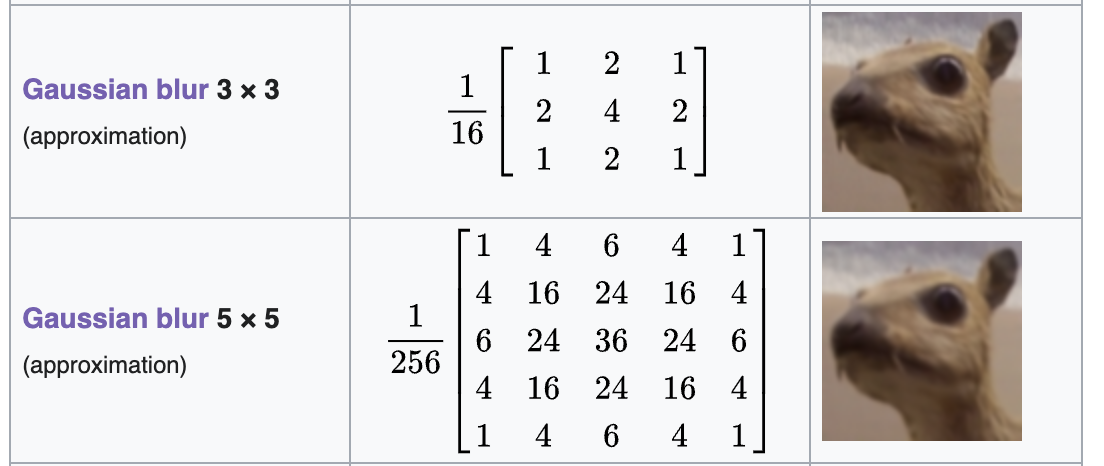 Gaussian blur 3 × 3
(approximation)
1
16
1 2 1
2 4 2
1 2 1
Gaussian blur 5 × 5
(approximation)
1
256
1 4 6 4 1
4 16 24 16 4
6 24 36 24 6
4 16 24 16 4
1 4 6 4 1